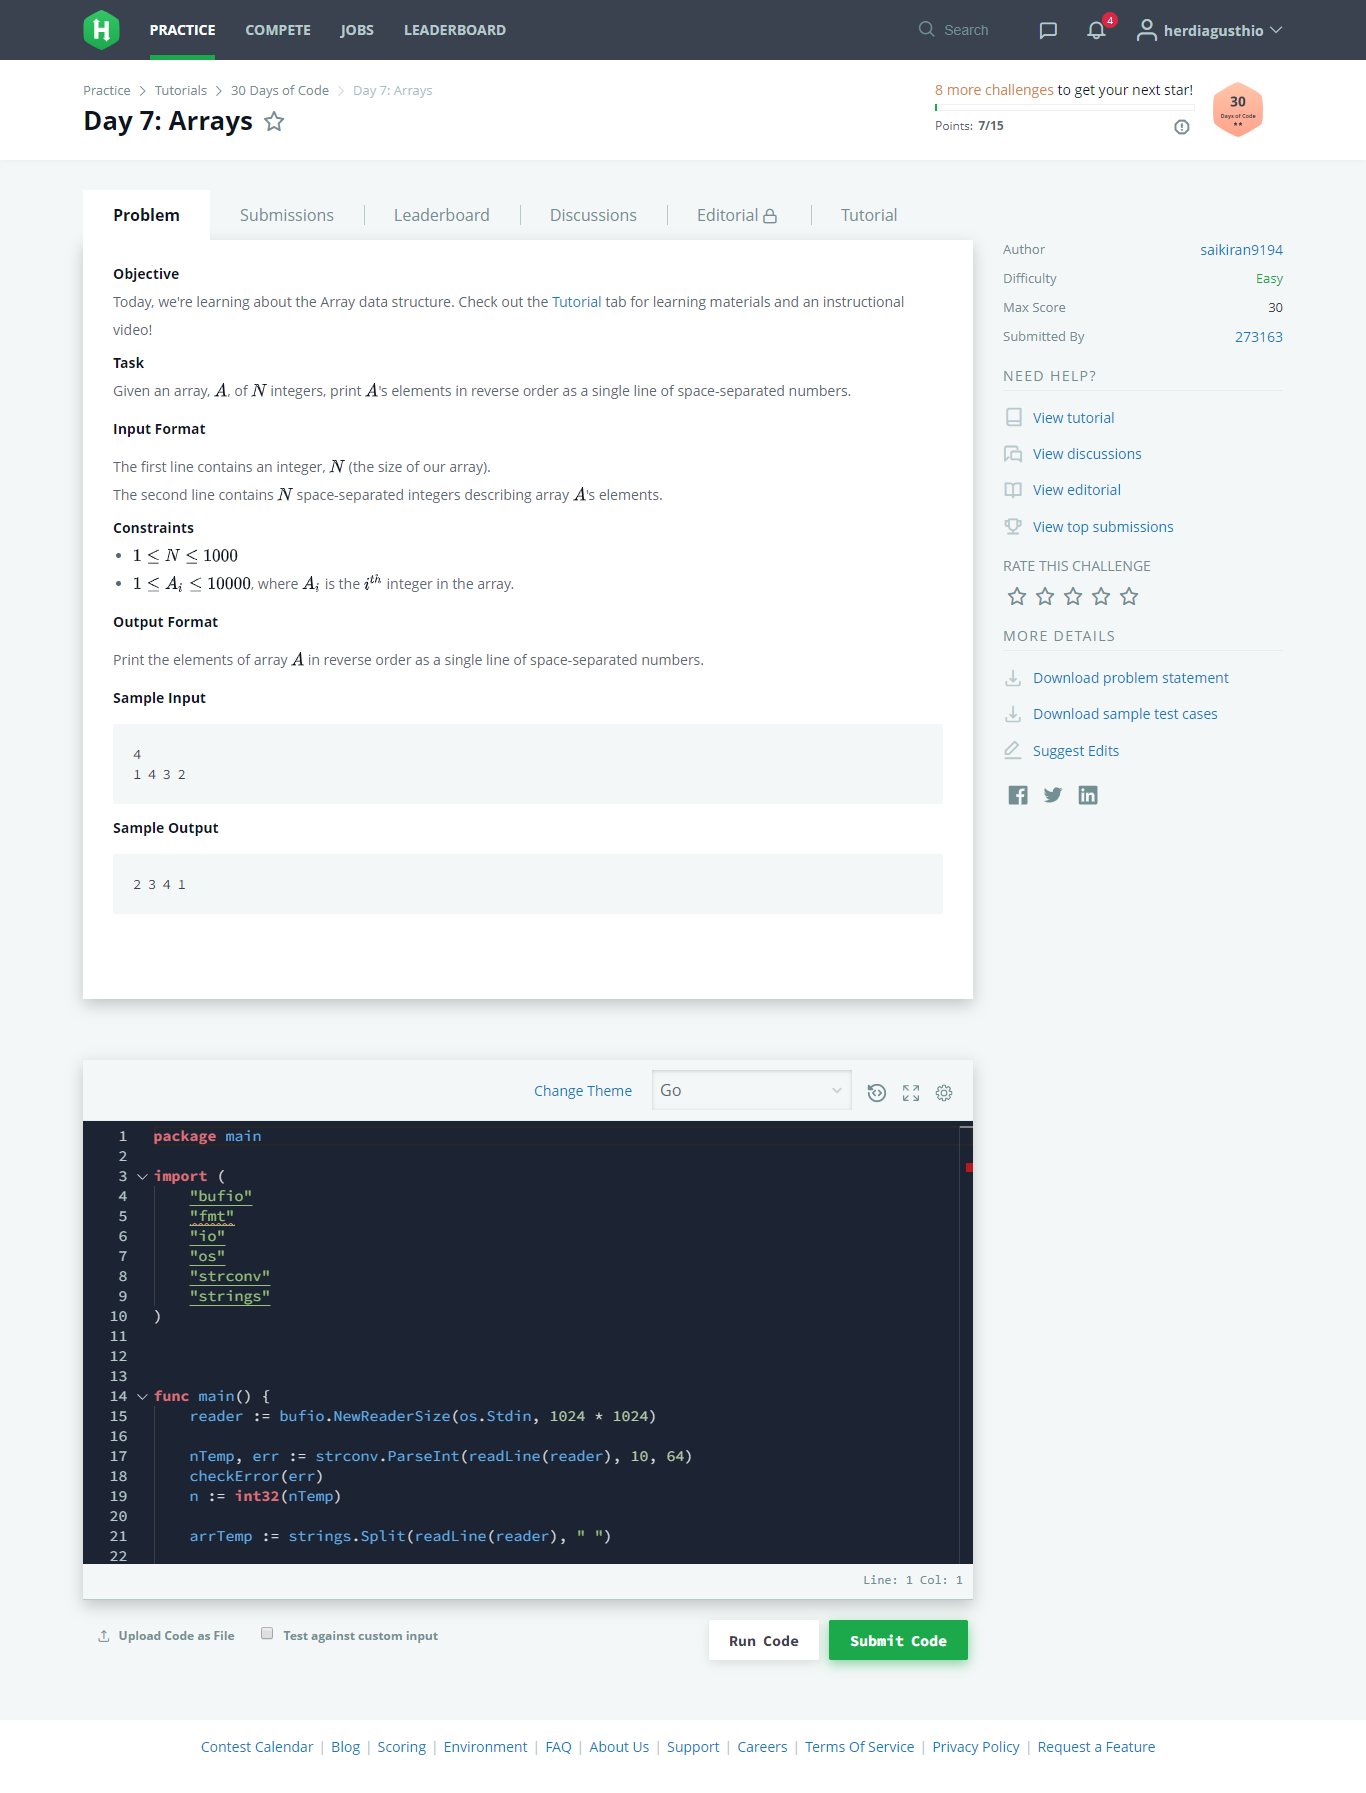 PRACTICE COMPETE JOBS LEADERBOARD Search 4 herdiagusthio
Practice > Tutorials > 30 Days of Code > Day 7: Arrays
Day 7: Arrays
8 more challenges to get your next star!
Points: 7/15
30
Days of Code
Problem Submissions Leaderboard Discussions Editorial Tutorial
Objective
Today, we're learning about the Array data structure. Check out the Tutorial tab for learning materials and an instructional
video!
Task
Given an array, A, of N integers, print A's elements in reverse order as a single line of space-separated numbers.
Input Format
The first line contains an integer, N (the size of our array).
The second line contains N space-separated integers describing array A's elements.
Constraints
• 1 ≤ N ≤ 1000
• 1 ≤ Aᵢ ≤ 10000, where Aᵢ is the iᵗʰ integer in the array.
Output Format
Print the elements of array A in reverse order as a single line of space-separated numbers.
Sample Input
4
1 4 3 2
Sample Output
2 3 4 1
Author saikiran9194
Difficulty Easy
Max Score 30
Submitted By 273163
NEED HELP?
View tutorial
View discussions
View editorial
View top submissions
RATE THIS CHALLENGE
MORE DETAILS
Download problem statement
Download sample test cases
Suggest Edits
Change Theme Go
1 package main
2
3 import (
4 "bufio"
5 "fmt"
6 "io"
7 "os"
8 "strconv"
9 "strings"
10 )
11
12
13
14 func main() {
15 reader := bufio.NewReaderSize(os.Stdin, 1024 * 1024)
16
17 nTemp, err := strconv.ParseInt(readLine(reader), 10, 64)
18 checkError(err)
19 n := int32(nTemp)
20
21 arrTemp := strings.Split(readLine(reader), " ")
22
Line: 1 Col: 1
Upload Code as File Test against custom input Run Code Submit Code
Contest Calendar | Blog | Scoring | Environment | FAQ | About Us | Support | Careers | Terms Of Service | Privacy Policy | Request a Feature